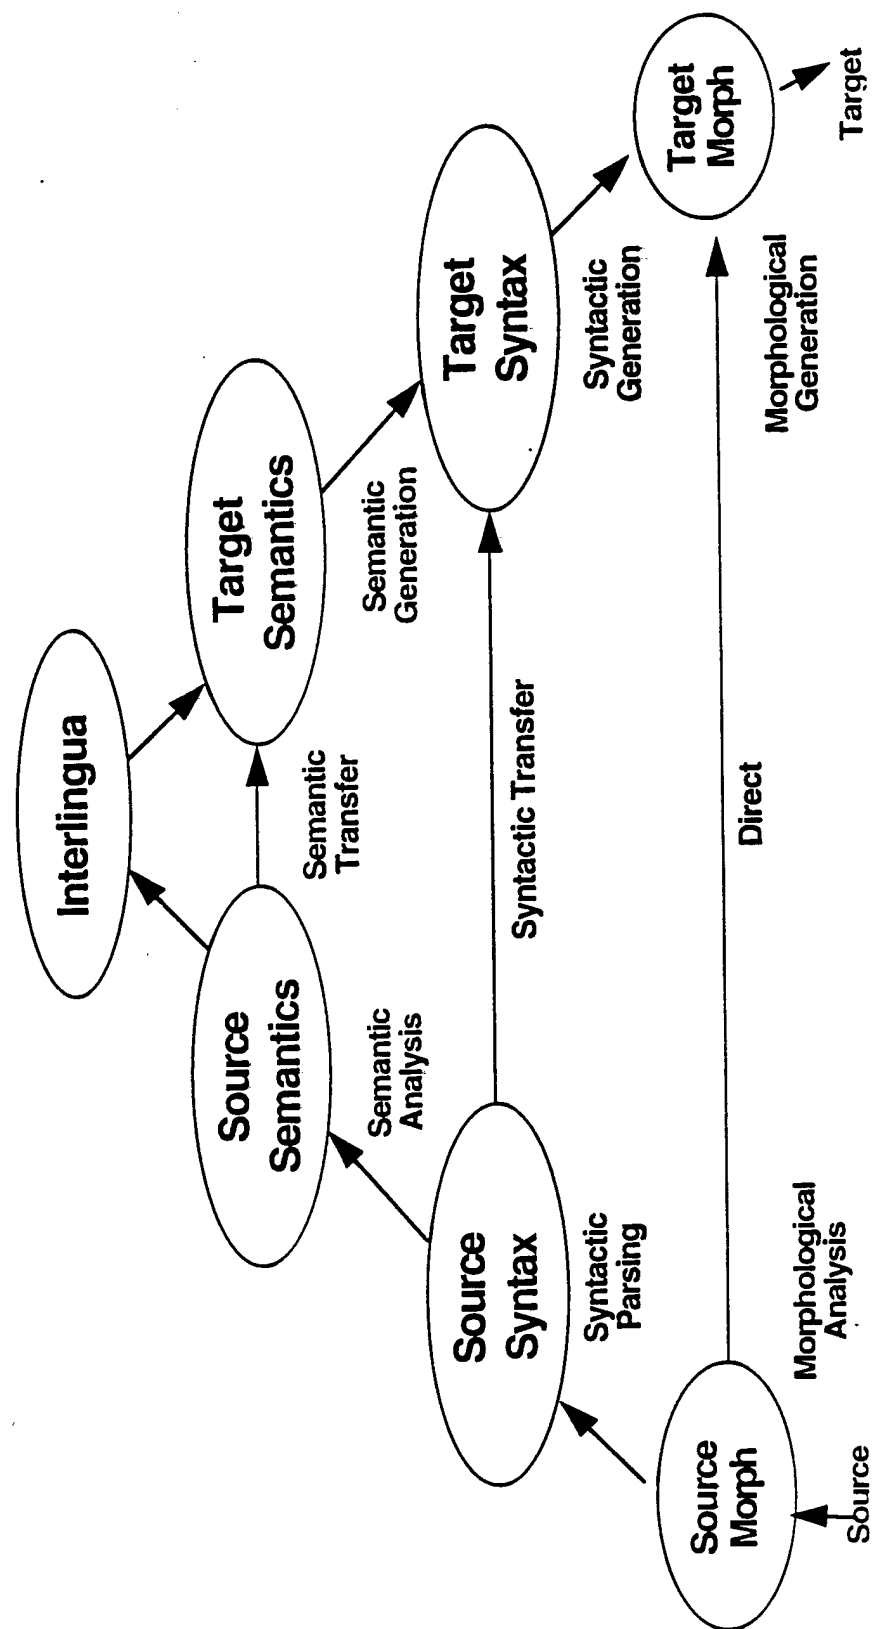 Interlingua
Source
Semantics
Target
Semantics
Semantic
Transfer
Semantic
Analysis
Semantic
Generation
Source
Syntax
Target
Syntax
Syntactic Transfer
Syntactic
Parsing
Syntactic
Generation
Source
Morph
Target
Morph
Direct
Morphological
Analysis
Morphological
Generation
Source
Target